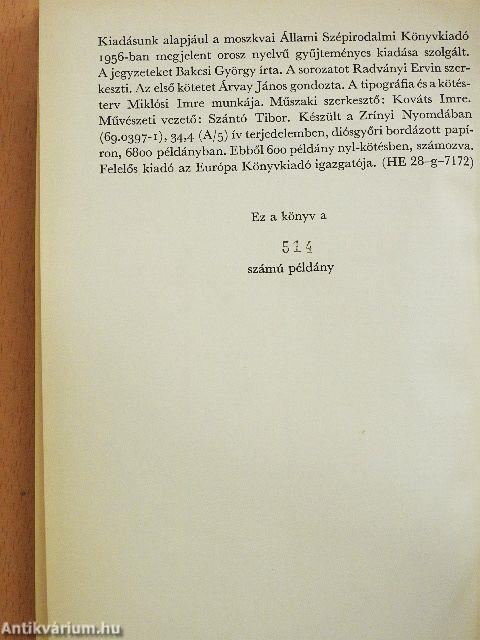 Kiadásunk alapjául a moszkvai Állami Szépirodalmi Könyvkiadó
1956-ban megjelent orosz nyelvű gyűjteményes kiadása szolgált.
A jegyzeteket Bakcsi György írta. A sorozatot Radványi Ervin szer-
keszti. Az első kötetet Árvay János gondozta. A tipográfia és a kötés-
terv Miklósi Imre munkája. Műszaki szerkesztő: Kováts Imre.
Művészeti vezető: Szántó Tibor. Készült a Zrínyi Nyomdában
(69.0397-1), 34,4 (A/5) ív terjedelemben, diósgyőri bordázott papí-
ron, 6800 példányban. Ebből 600 példány nyl-kötésben, számozva.
Felelős kiadó az Európa Könyvkiadó igazgatója. (HE 28-g-7172)
Ez a könyv a
514
számú példány
Antikvárium.hu